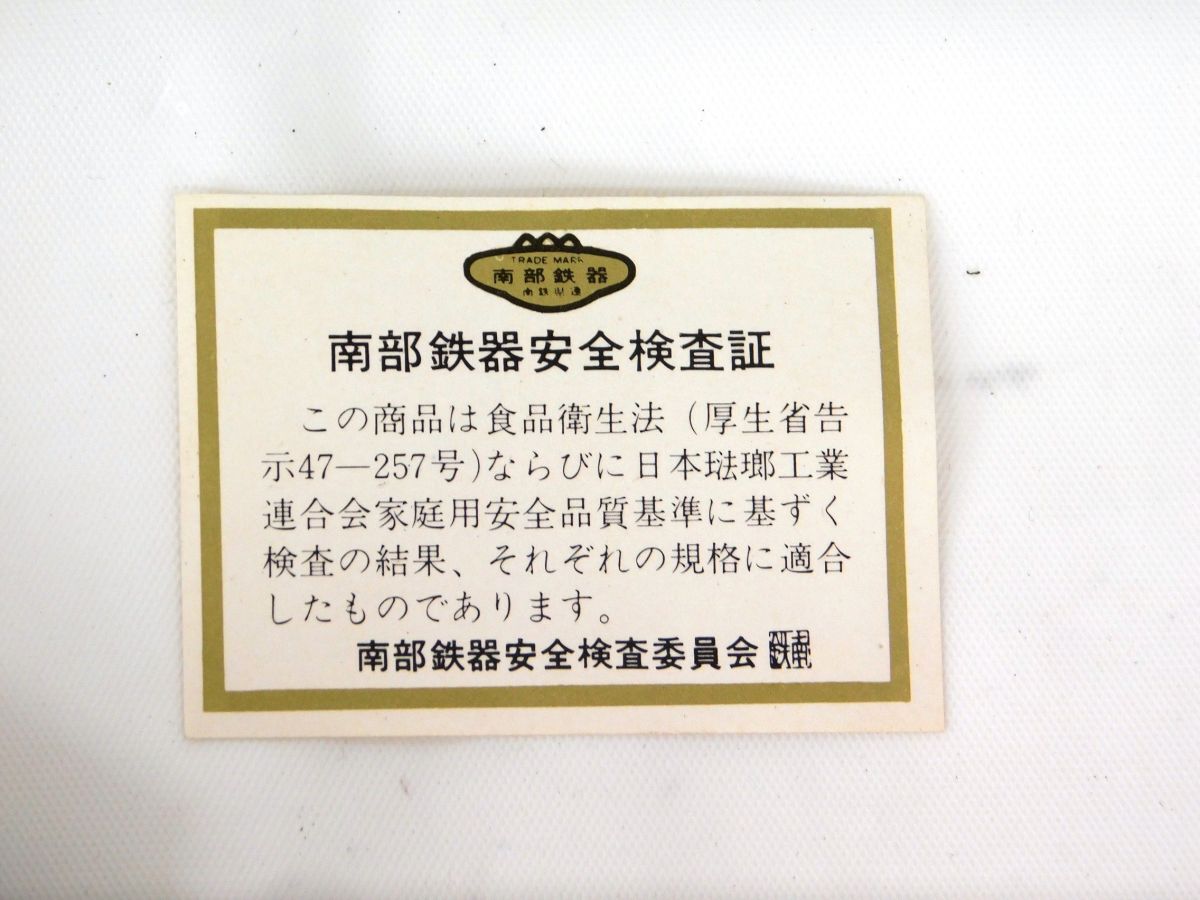 TRADE MARK
南部鉄器
南部鉄器安全検査証
この商品は食品衛生法(厚生省告
示47—257号)ならびに日本琺瑯工業
連合会家庭用安全品質基準に基ずく
検査の結果、それぞれの規格に適合
したものであります。
南部鉄器安全検査委員会